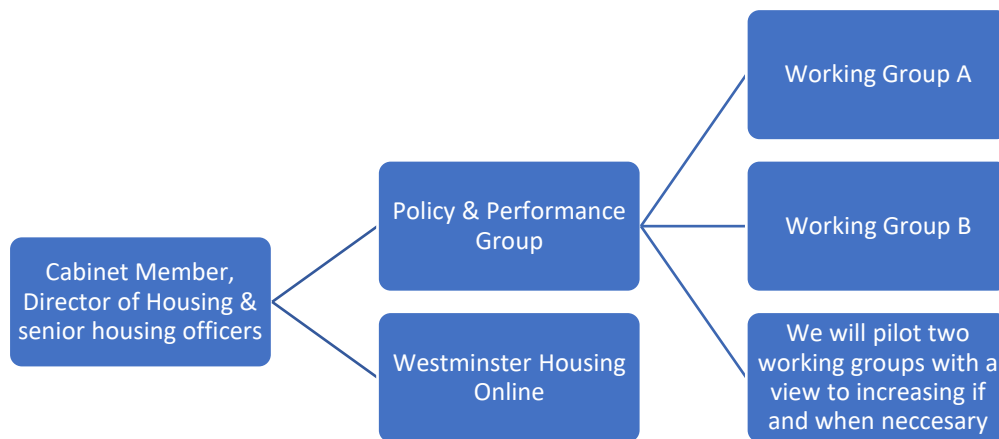 Cabinet Member,
Director of Housing &
senior housing officers
Policy & Performance
Group
Westminster Housing
Online
Working Group A
Working Group B
We will pilot two
working groups with a
view to increasing if
and when neccesary